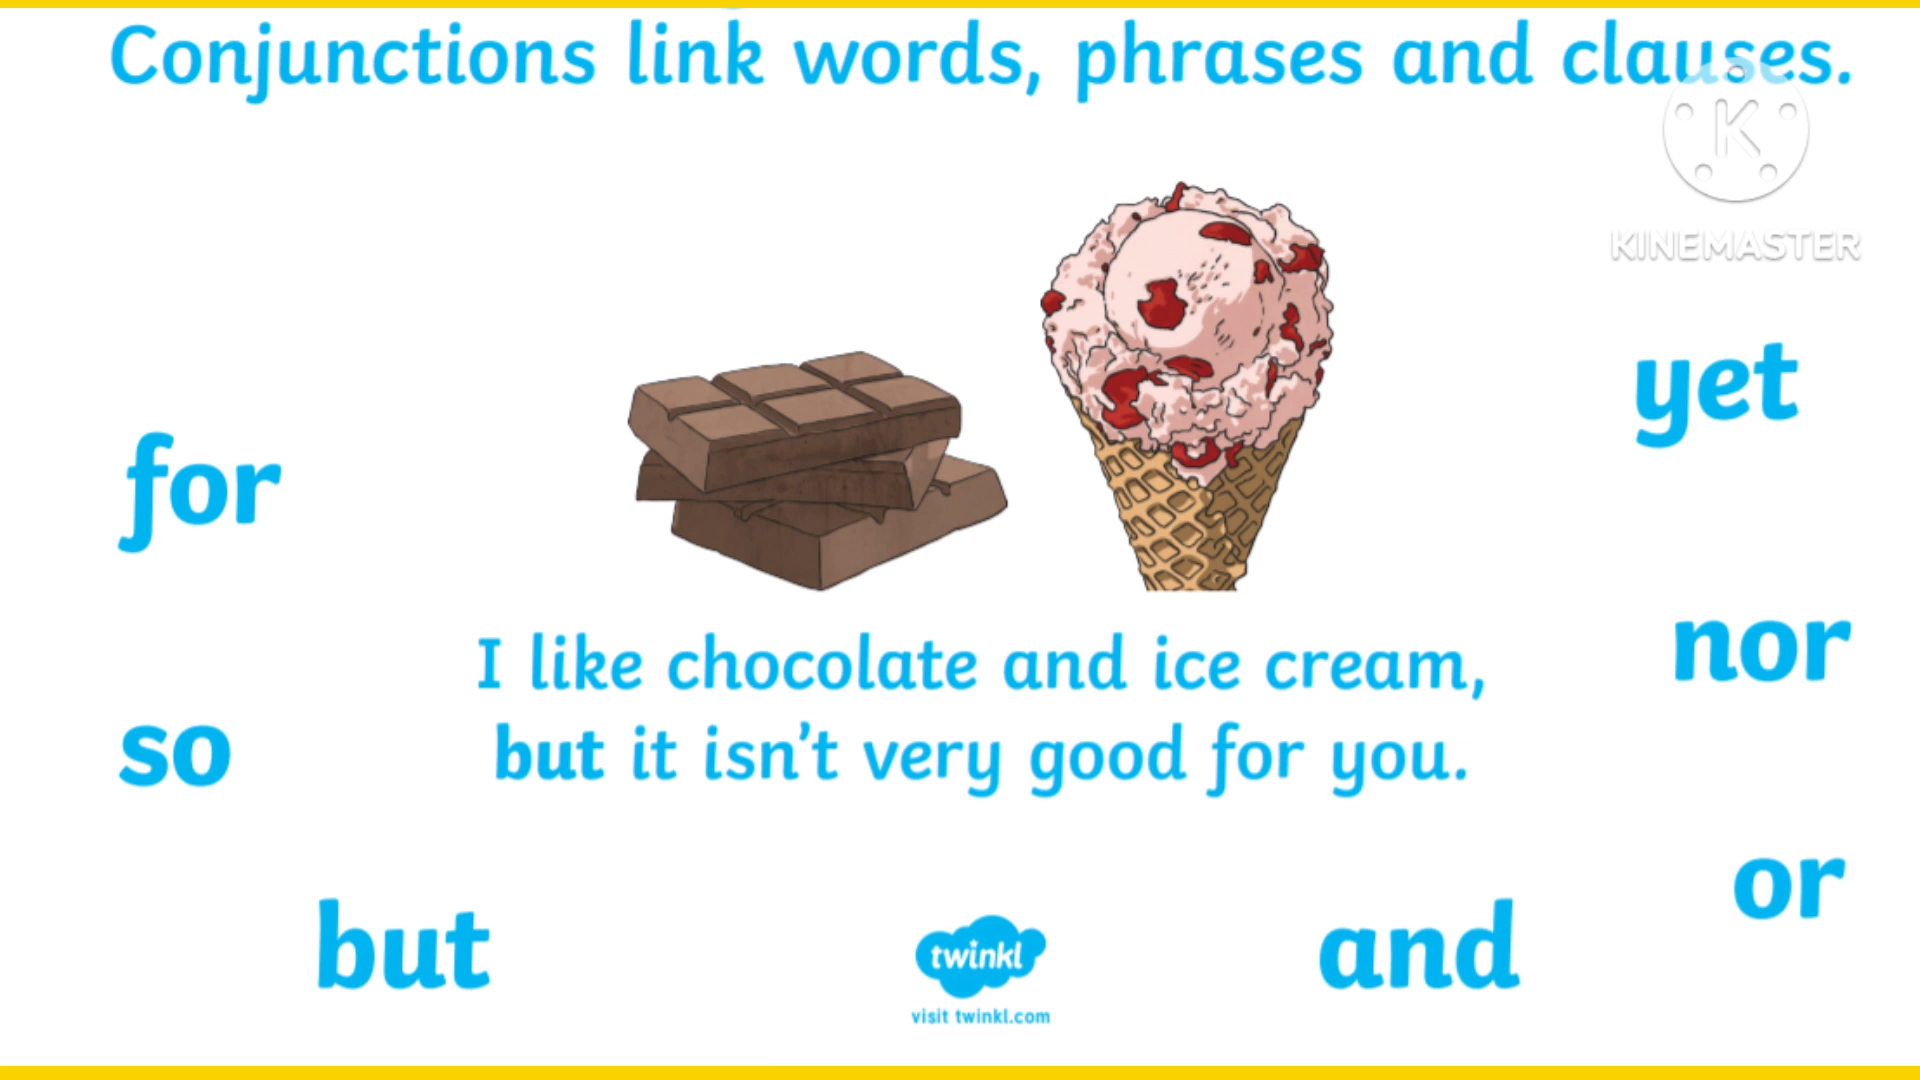 Conjunctions link words, phrases and clauses.
K
KINEMASTER
yet
for
nor
I like chocolate and ice cream,
but it isn't very good for you.
so
or
but
and
twinkl
visit twinkl.com